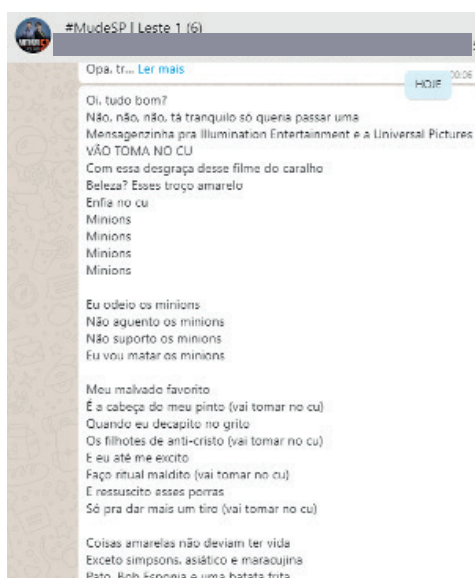 #MudeSP | Leste 1 (6)
Opa, tr... Ler mais
00:06
HOJE
Oi, tudo bom?
Não, não, não, tá tranquilo só queria passar uma
Mensagenzinha pra Illumination Entertainment e a Universal Pictures
VÃO TOMA NO CU
Com essa desgraça desse filme do caralho
Beleza? Esses troço amarelo
Enfia no cu
Minions
Minions
Minions
Minions
Eu odeio os minions
Não aguento os minions
Não suporto os minions
Eu vou matar os minions
Meu malvado favorito
É a cabeça do meu pinto (vai tomar no cu)
Quando eu decapito no grito
Os filhotes de anti-cristo (vai tomar no cu)
E eu até me excito
Faço ritual maldito (vai tomar no cu)
E ressuscito esses porras
Só pra dar mais um tiro (vai tomar no cu)
Coisas amarelas não deviam ter vida
Exceto simpsons, asiático e maracujina
Pato, Bob Esponja e uma batata frita